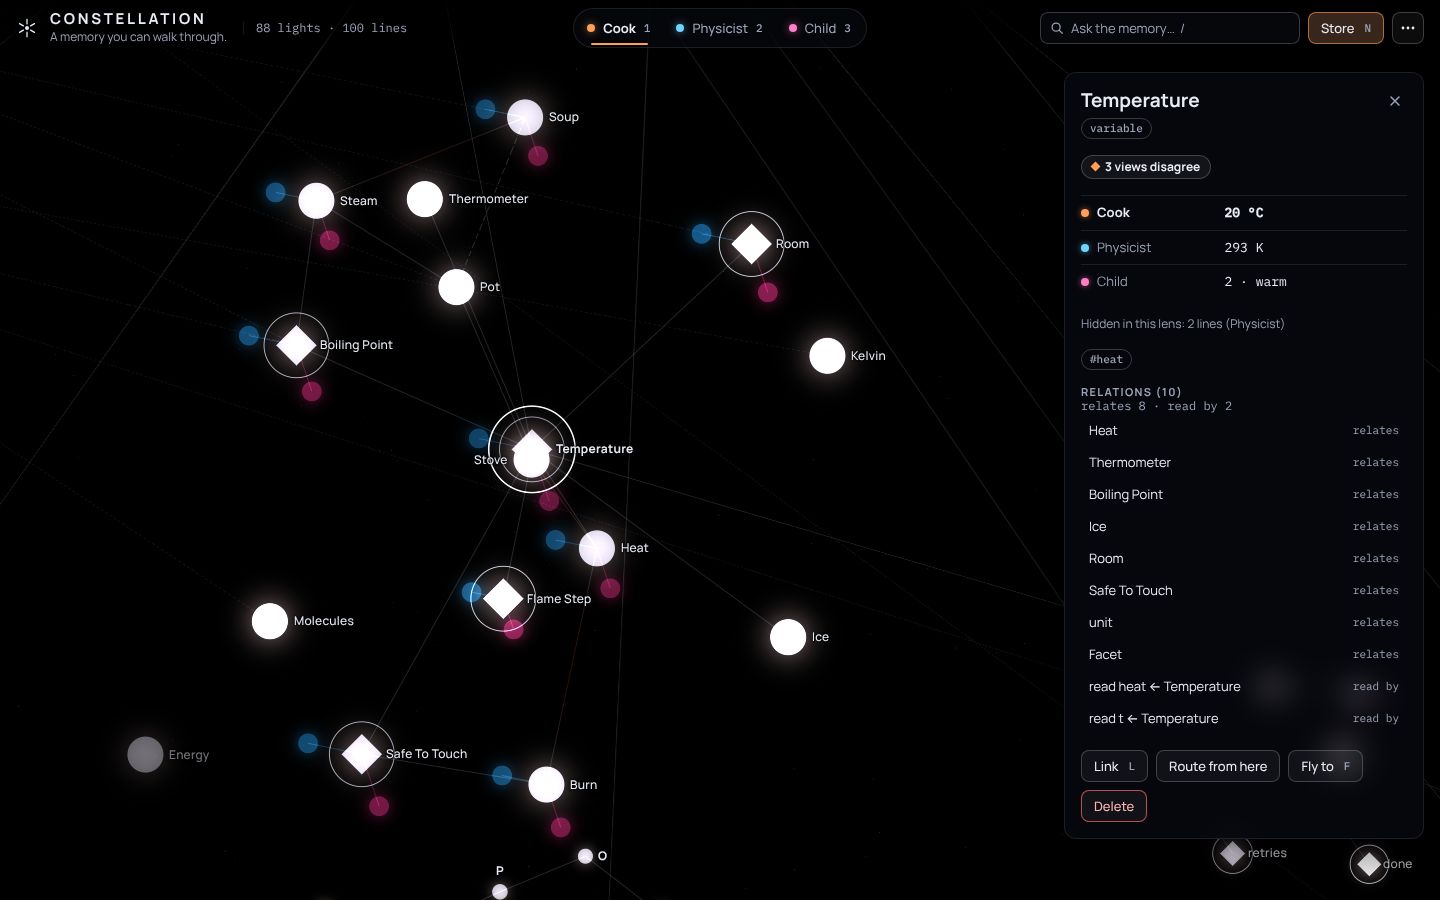 CONSTELLATION
A memory you can walk through.
88 lights · 100 lines
Cook 1
Physicist 2
Child 3
Ask the memory... /
Store N
Soup
Steam
Thermometer
Room
Pot
Boiling Point
Kelvin
Temperature
Stove
Heat
Flame Step
Molecules
Ice
Energy
Safe To Touch
Burn
O
P
Temperature
variable
3 views disagree
Cook 20 °C
Physicist 293 K
Child 2 · warm
Hidden in this lens: 2 lines (Physicist)
#heat
RELATIONS (10)
relates 8 · read by 2
Heat relates
Thermometer relates
Boiling Point relates
Ice relates
Room relates
Safe To Touch relates
unit relates
Facet relates
read heat ← Temperature read by
read t ← Temperature read by
Link L
Route from here
Fly to F
Delete
retries
done